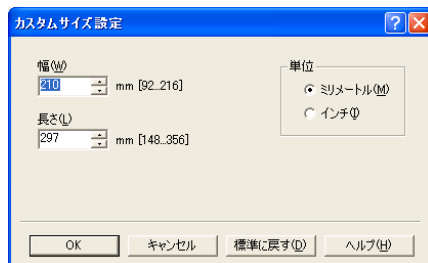 カスタムサイズ設定
幅(W)
210 mm [92..216]
長さ(L)
297 mm [148..356]
単位
ミリメートル(M)
インチ(I)
OK キャンセル 標準に戻す(D) ヘルプ(H)